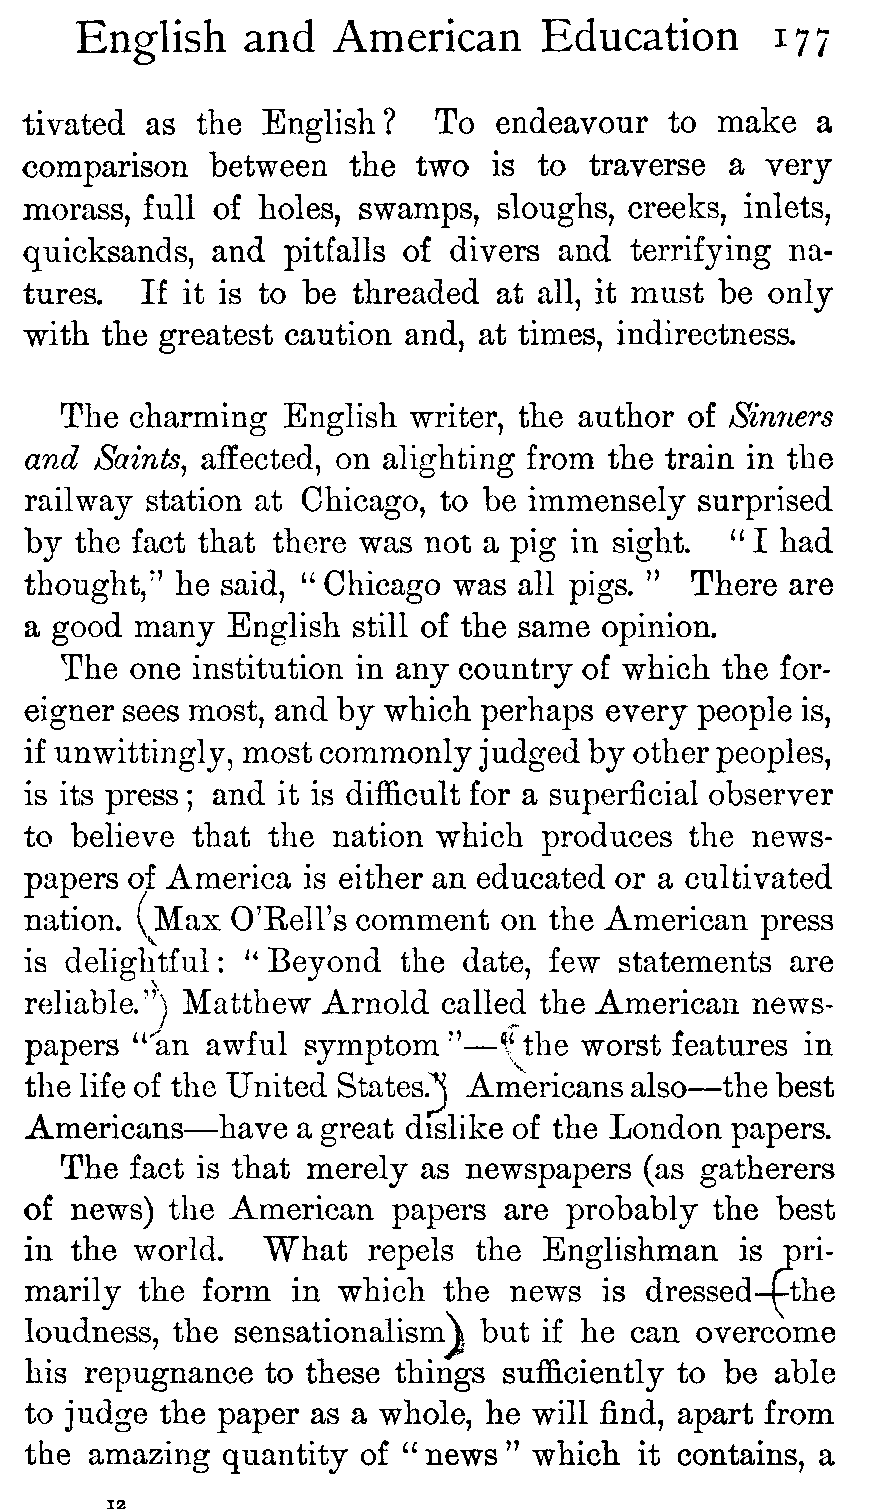 English and American Education 177
tivated as the English? To endeavour to make a
comparison between the two is to traverse a very
morass, full of holes, swamps, sloughs, creeks, inlets,
quicksands, and pitfalls of divers and terrifying na-
tures. If it is to be threaded at all, it must be only
with the greatest caution and, at times, indirectness.
The charming English writer, the author of Sinners
and Saints, affected, on alighting from the train in the
railway station at Chicago, to be immensely surprised
by the fact that there was not a pig in sight. "I had
thought," he said, "Chicago was all pigs." There are
a good many English still of the same opinion.
The one institution in any country of which the for-
eigner sees most, and by which perhaps every people is,
if unwittingly, most commonly judged by other peoples,
is its press; and it is difficult for a superficial observer
to believe that the nation which produces the news-
papers of America is either an educated or a cultivated
nation. (Max O'Rell's comment on the American press
is delightful: "Beyond the date, few statements are
reliable.") Matthew Arnold called the American news-
papers "an awful symptom"—"the worst features in
the life of the United States." Americans also—the best
Americans—have a great dislike of the London papers.
The fact is that merely as newspapers (as gatherers
of news) the American papers are probably the best
in the world. What repels the Englishman is pri-
marily the form in which the news is dressed—(the
loudness, the sensationalism) but if he can overcome
his repugnance to these things sufficiently to be able
to judge the paper as a whole, he will find, apart from
the amazing quantity of "news" which it contains, a
12